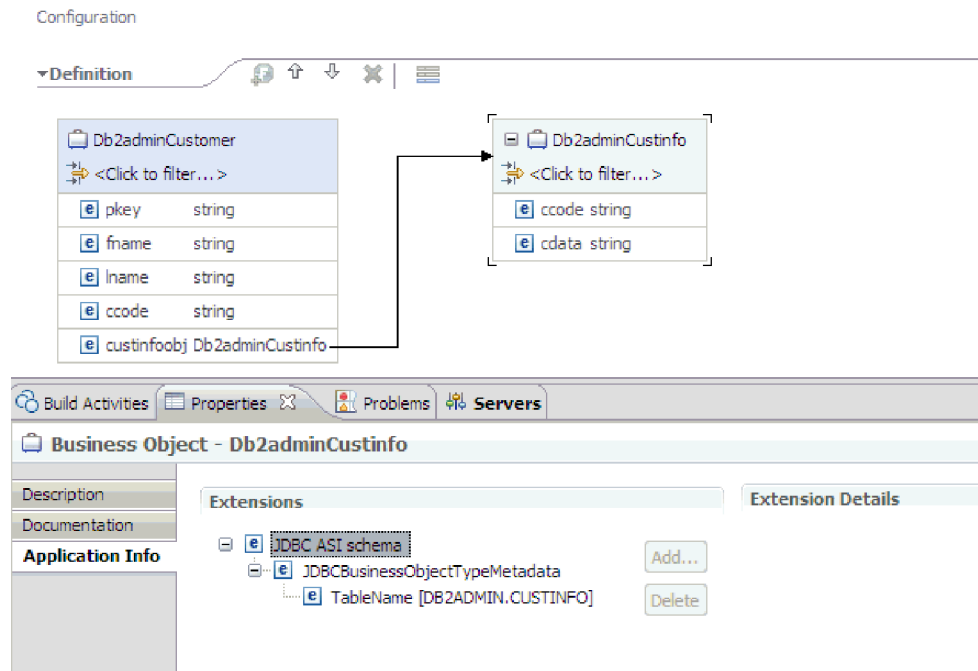 Configuration
Definition
Db2adminCustomer
<Click to filter...>
pkey string
fname string
lname string
ccode string
custinfoobj Db2adminCustinfo
Db2adminCustinfo
<Click to filter...>
ccode string
cdata string
Build Activities Properties Problems Servers
Business Object - Db2adminCustinfo
Description
Documentation
Application Info
Extensions
JDBC ASI schema
JDBCBusinessObjectTypeMetadata
TableName [DB2ADMIN.CUSTINFO]
Add...
Delete
Extension Details